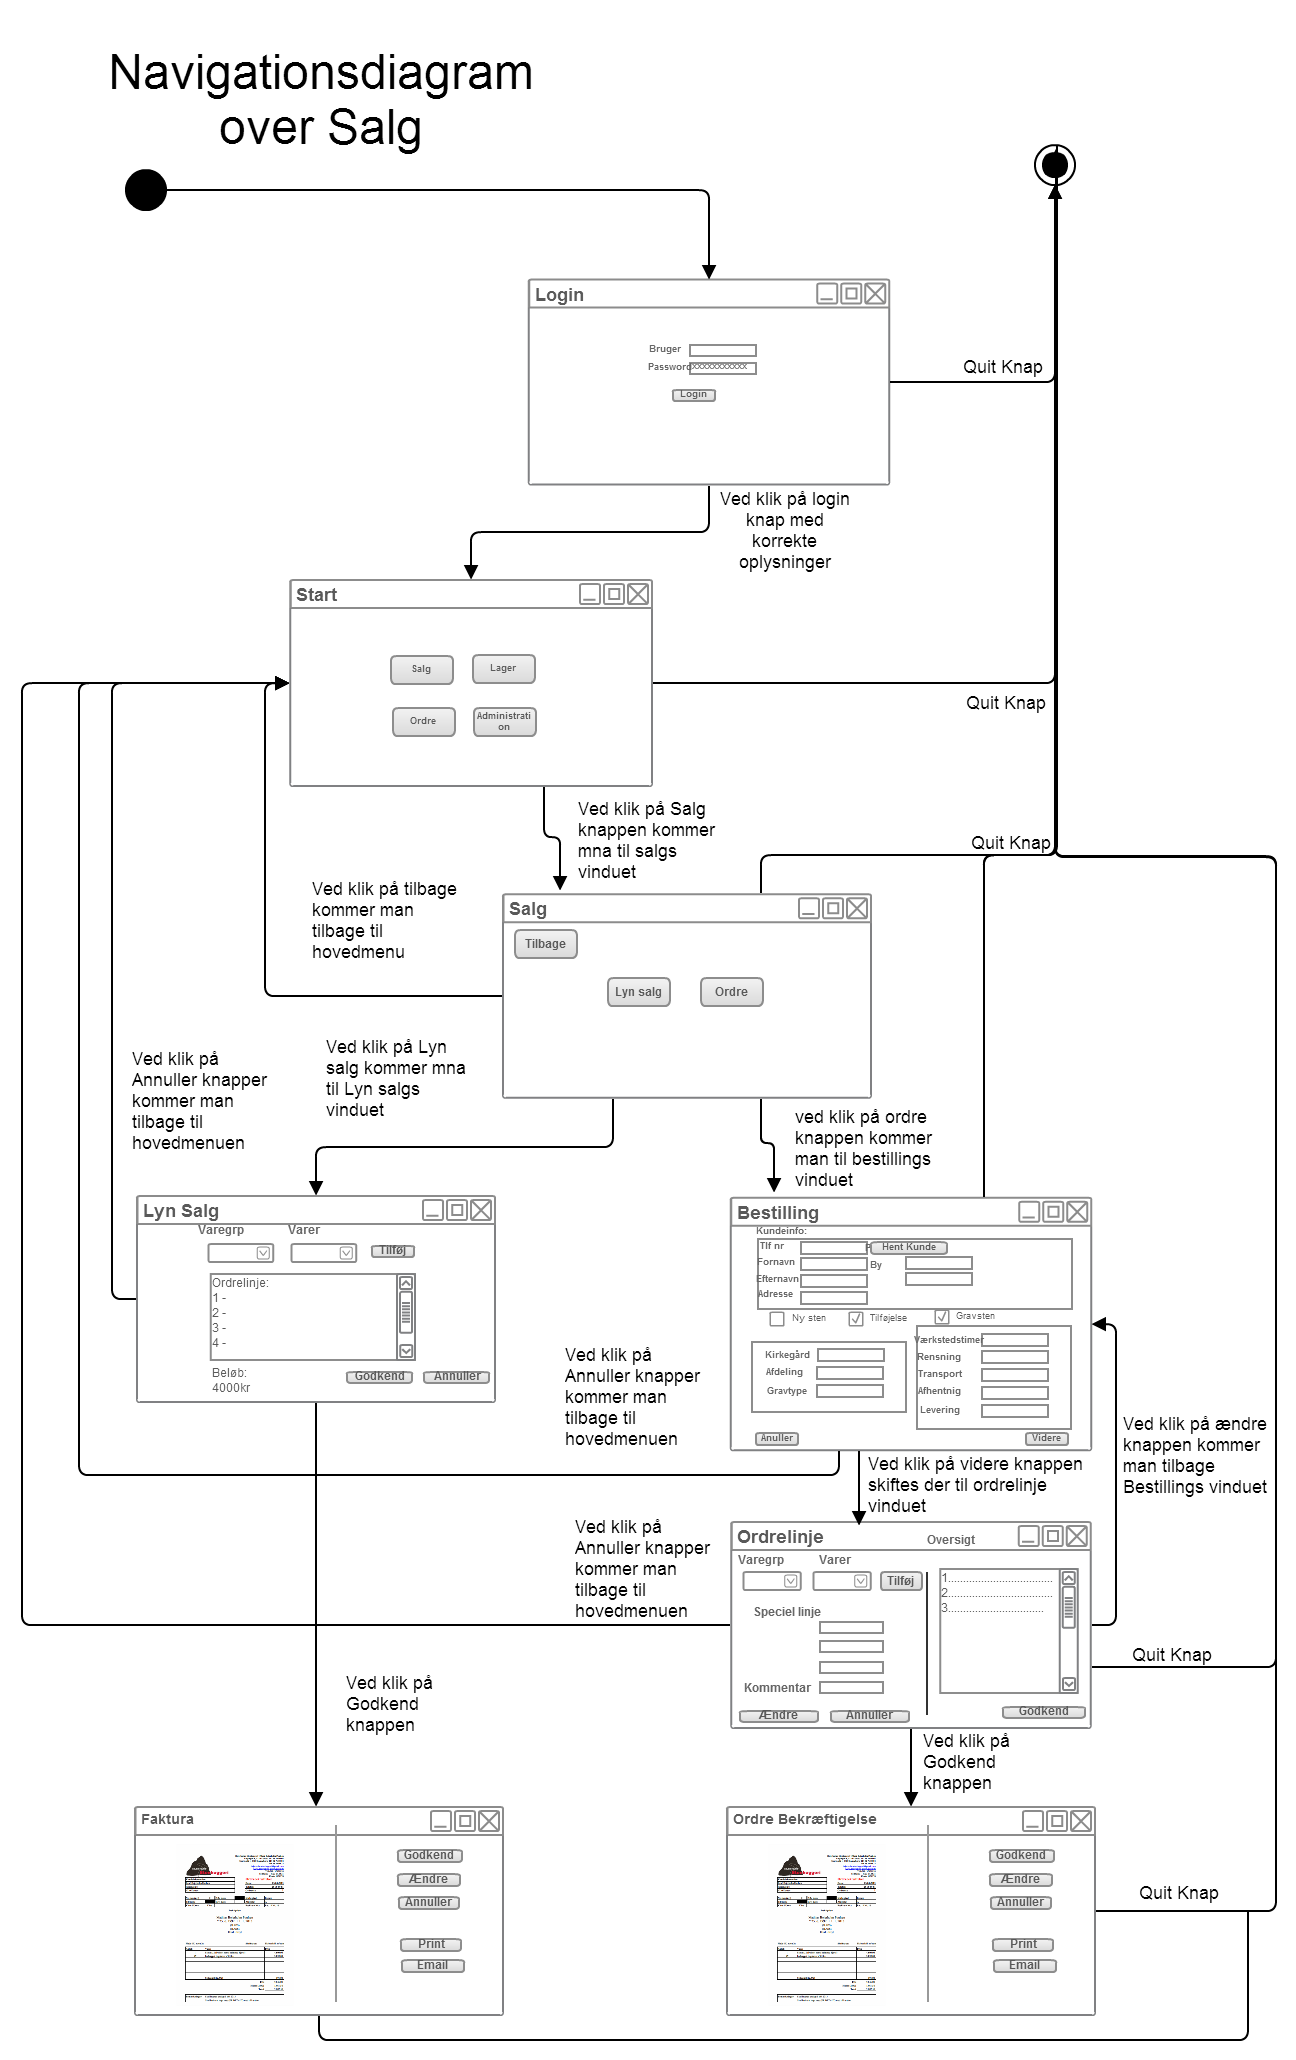 Navigationsdiagram
over Salg
Login
Bruger
Password xxxxxxxxxxxx
Login
Quit Knap
Ved klik på login
knap med
korrekte
oplysninger
Start
Salg
Lager
Ordre
Administrati
on
Quit Knap
Ved klik på Salg
knappen kommer
mna til salgs
vinduet
Quit Knap
Ved klik på tilbage
kommer man
tilbage til
hovedmenu
Salg
Tilbage
Lyn salg
Ordre
Ved klik på
Annuller knapper
kommer man
tilbage til
hovedmenuen
Ved klik på Lyn
salg kommer mna
til Lyn salgs
vinduet
ved klik på ordre
knappen kommer
man til bestillings
vinduet
Lyn Salg
Varegrp
Varer
Tilføj
Ordrelinje:
1 -
2 -
3 -
4 -
Beløb:
4000kr
Godkend
Annuller
Bestilling
Kundeinfo:
Tlf nr
Hent Kunde
Fornavn
By
Efternavn
Adresse
Ny sten
Tilføjelse
Gravsten
Kirkegård
Afdeling
Gravtype
Værkstedstimer
Rensning
Transport
Afhentnig
Levering
Anuller
Videre
Ved klik på
Annuller knapper
kommer man
tilbage til
hovedmenuen
Ved klik på ændre
knappen kommer
man tilbage
Bestillings vinduet
Ved klik på videre knappen
skiftes der til ordrelinje
vinduet
Ved klik på
Annuller knapper
kommer man
tilbage til
hovedmenuen
Ordrelinje
Oversigt
Varegrp
Varer
Tilføj
1................................
2................................
3.............................
Speciel linje
Kommentar
Ændre
Annuller
Godkend
Quit Knap
Ved klik på
Godkend
knappen
Ved klik på
Godkend
knappen
Faktura
Godkend
Ændre
Annuller
Print
Email
Ordre Bekræftigelse
Godkend
Ændre
Annuller
Print
Email
Quit Knap